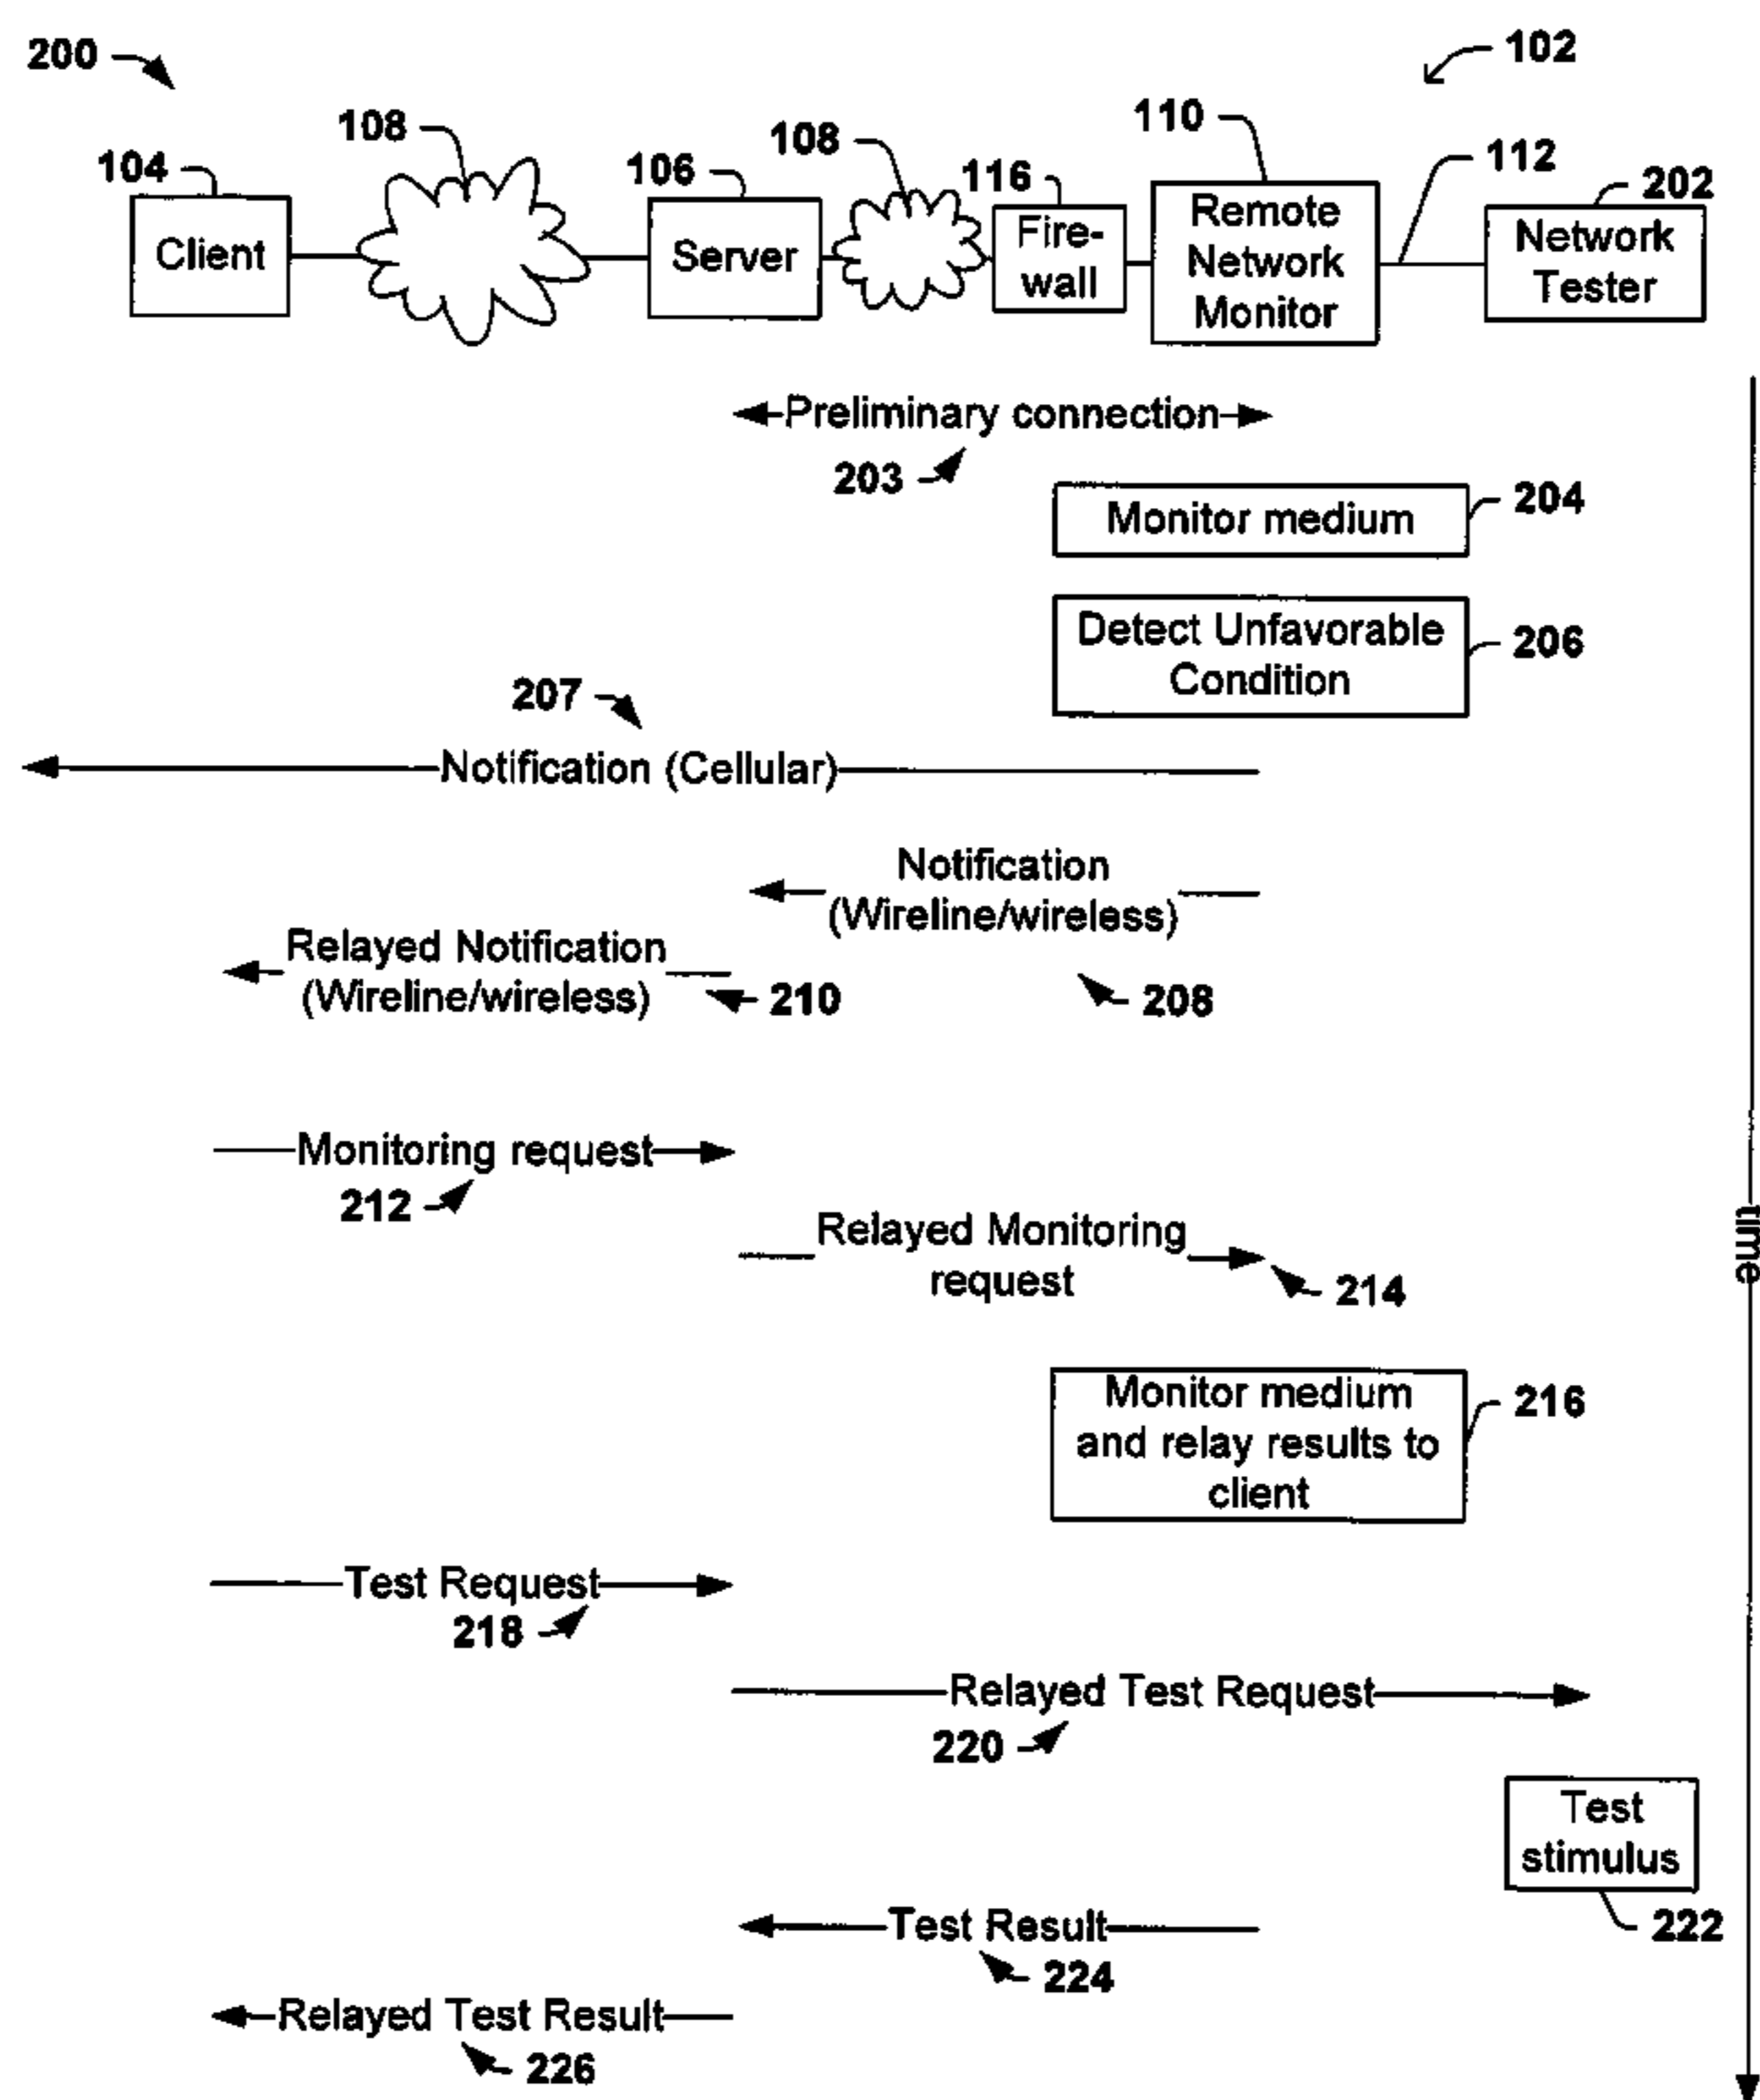 200
102
108
108
110
104
106
116
112
202
Client
Server
Fire-
wall
Remote
Network
Monitor
Network
Tester
Preliminary connection
203
Monitor medium
204
Detect Unfavorable
Condition
206
207
Notification (Cellular)
Notification
(Wireline/wireless)
208
Relayed Notification
(Wireline/wireless)
210
Monitoring request
212
Relayed Monitoring
request
214
time
Monitor medium
and relay results to
client
216
Test Request
218
Relayed Test Request
220
Test
stimulus
222
Test Result
224
Relayed Test Result
226